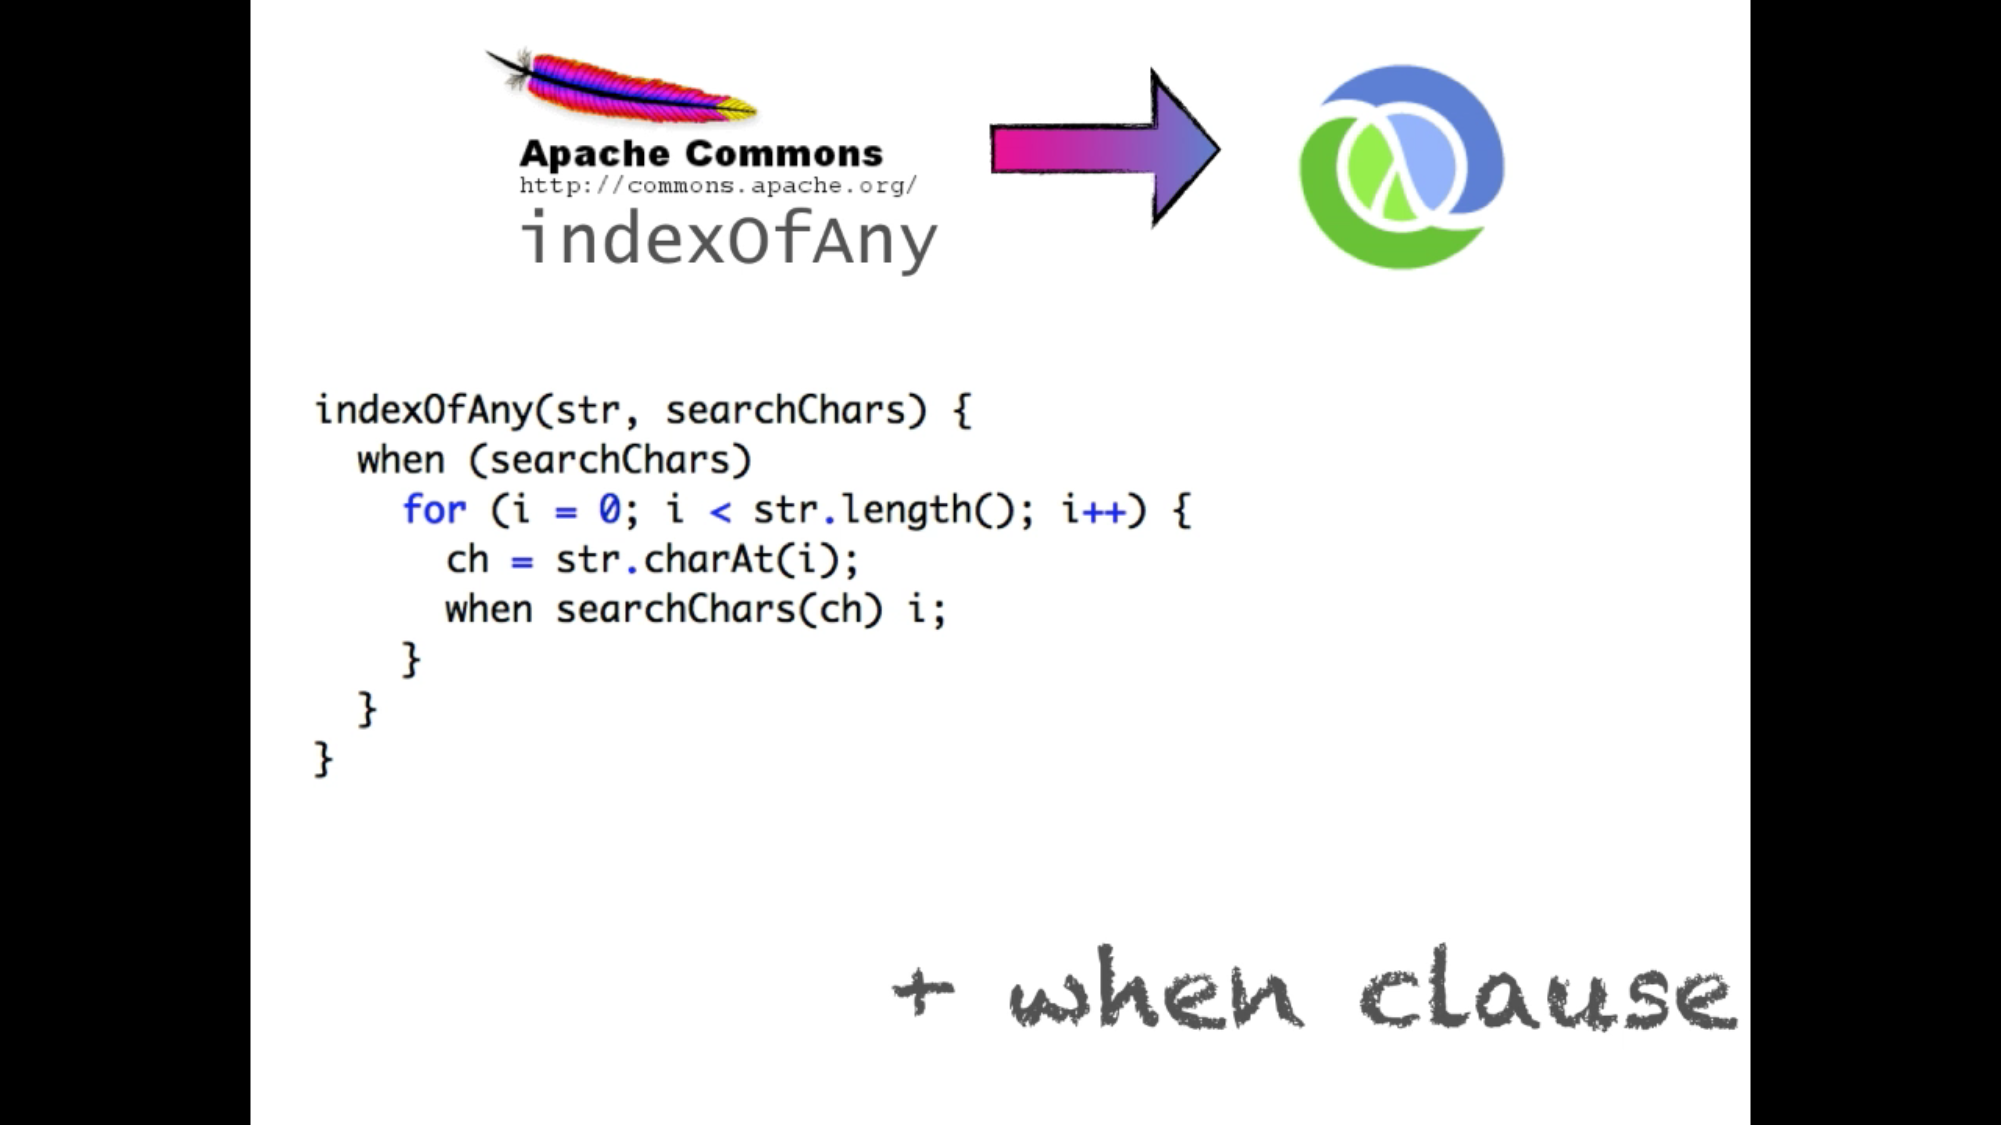 Apache Commons
http://commons.apache.org/
indexOfAny
indexOfAny(str, searchChars) {
  when (searchChars)
    for (i = 0; i < str.length(); i++) {
      ch = str.charAt(i);
      when searchChars(ch) i;
    }
  }
}
+ when clause